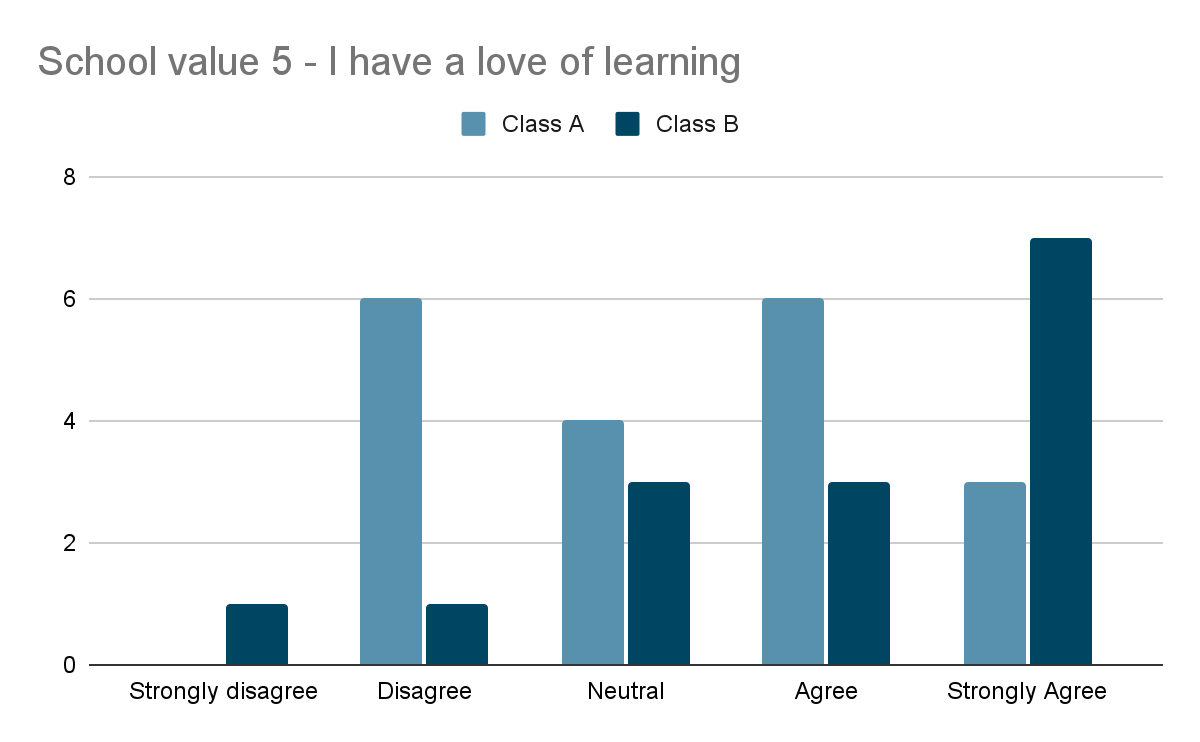 School value 5 - I have a love of learning
Class A Class B
8
6
4
2
0
Strongly disagree Disagree Neutral Agree Strongly Agree